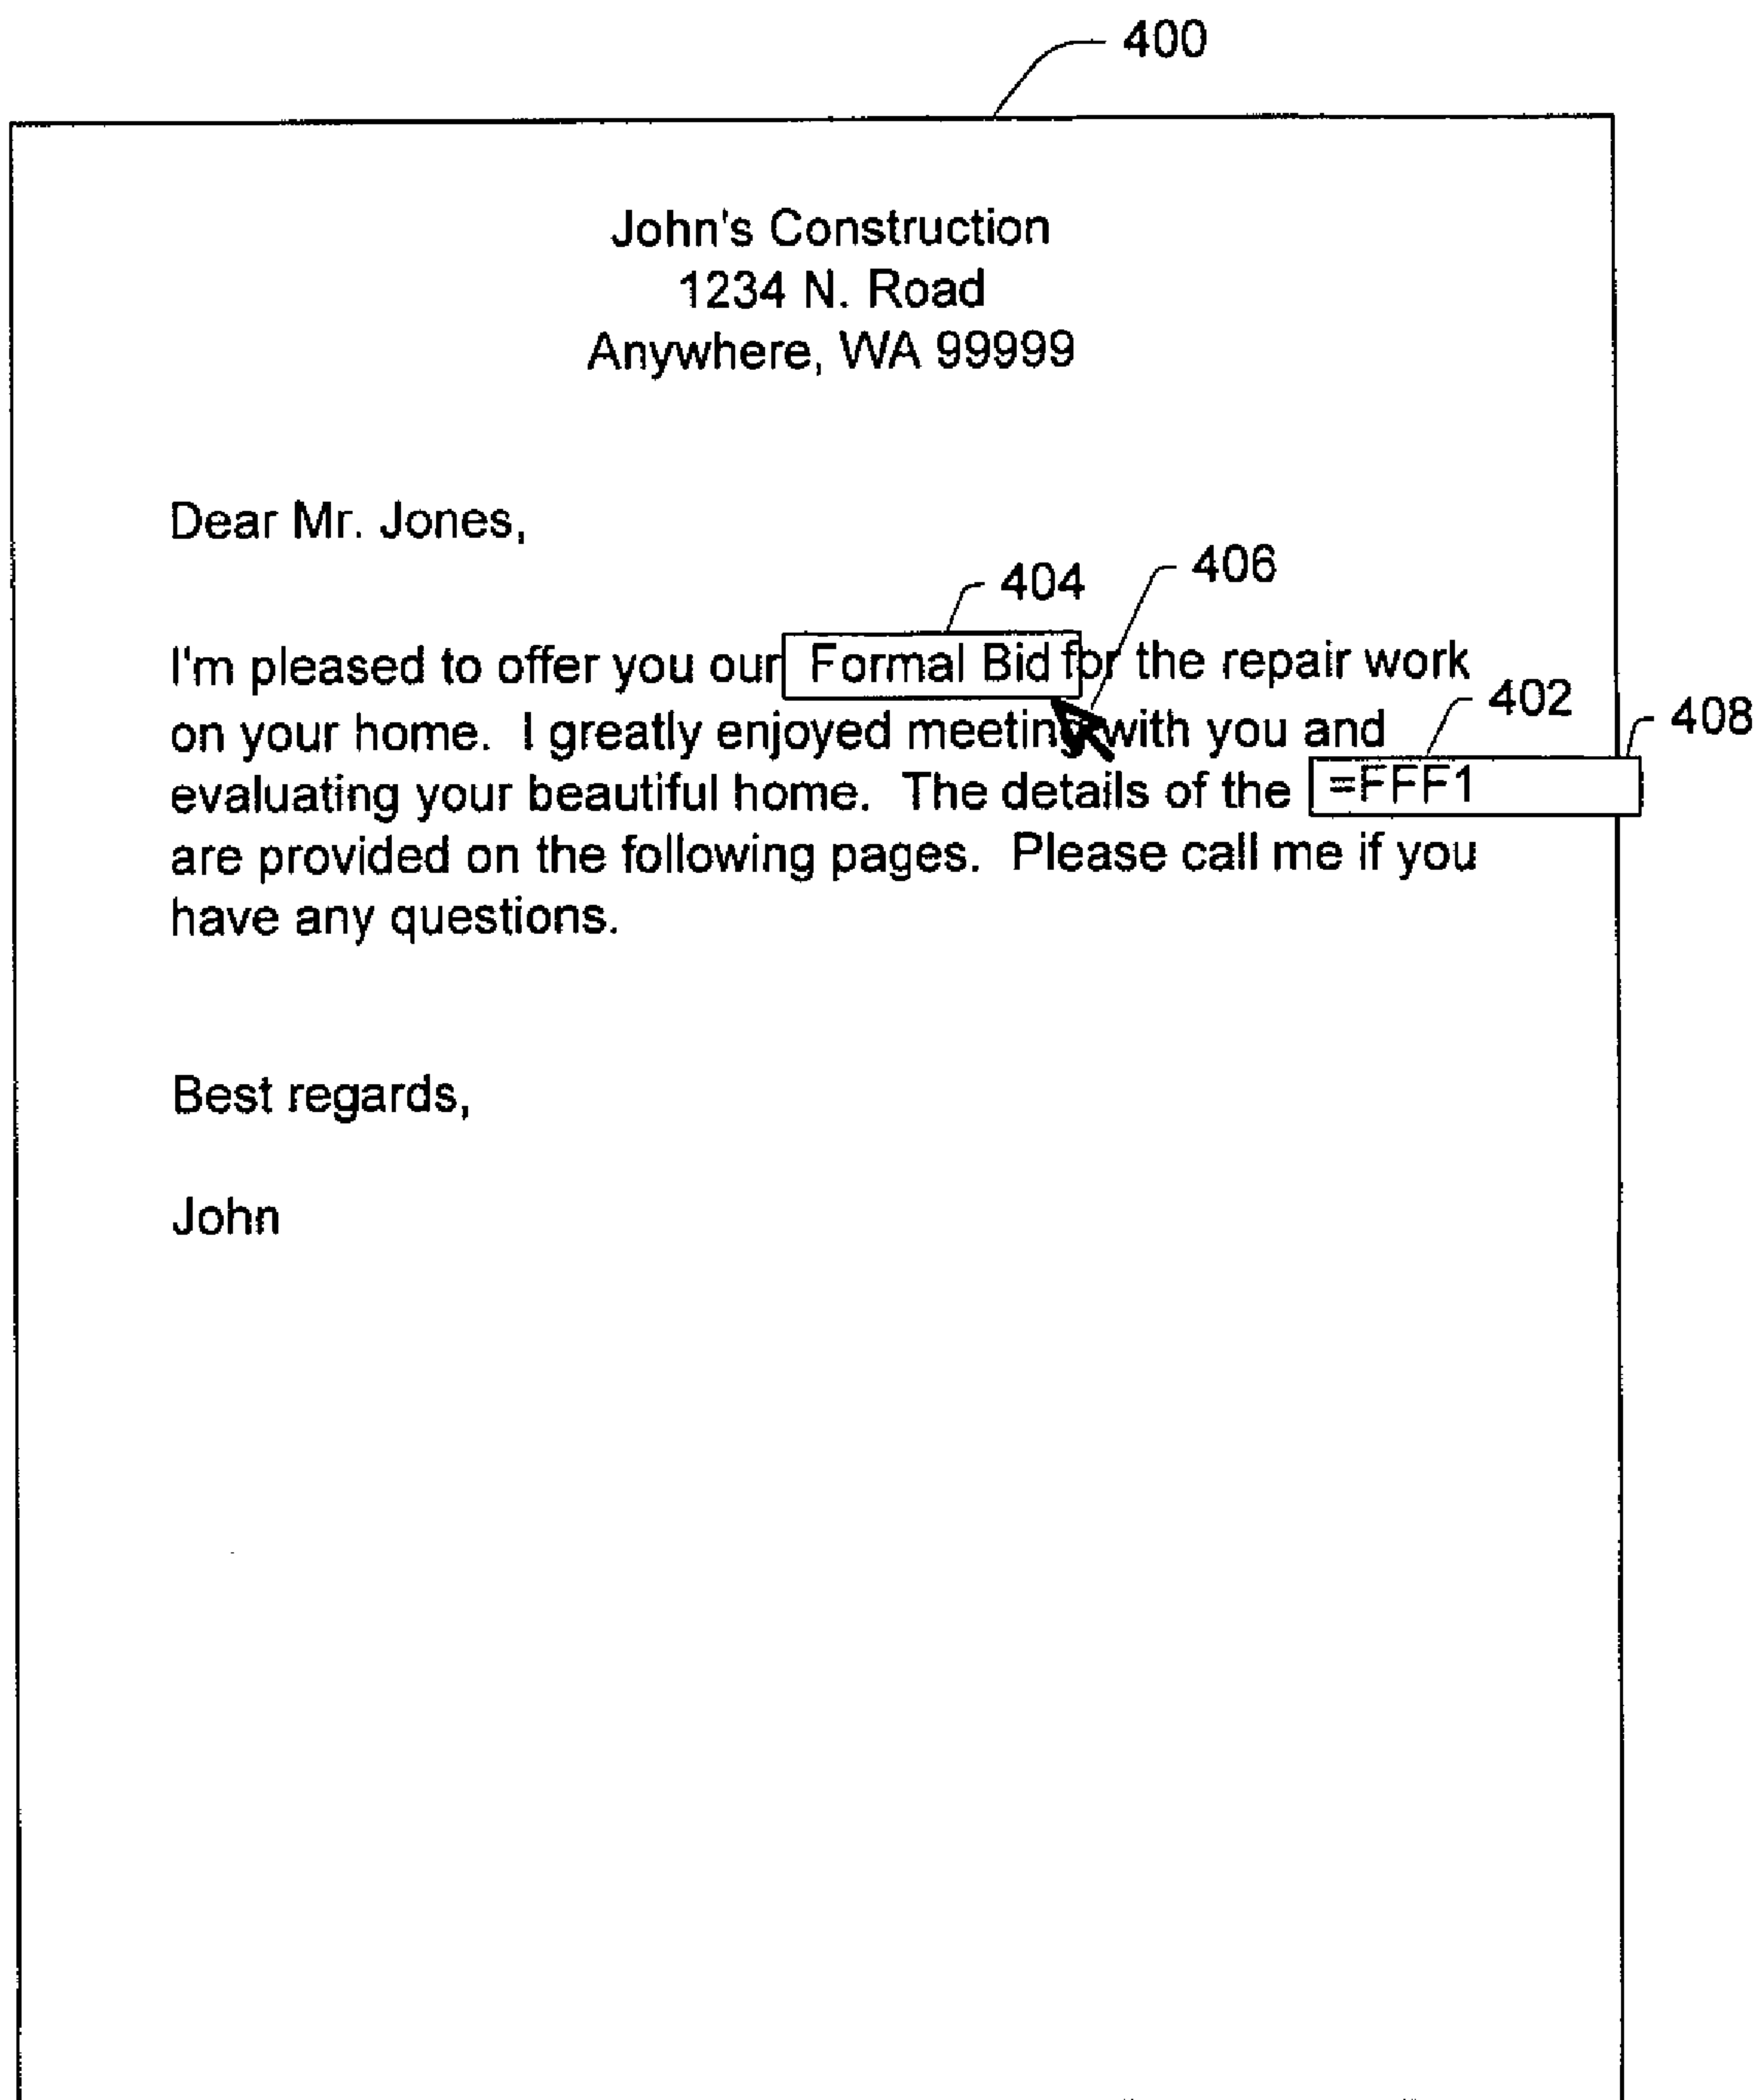 400
John's Construction
1234 N. Road
Anywhere, WA 99999
Dear Mr. Jones,
404 406
I'm pleased to offer you our Formal Bid for the repair work
402 408
on your home. I greatly enjoyed meeting with you and
evaluating your beautiful home. The details of the =FFF1
are provided on the following pages. Please call me if you
have any questions.
Best regards,
John